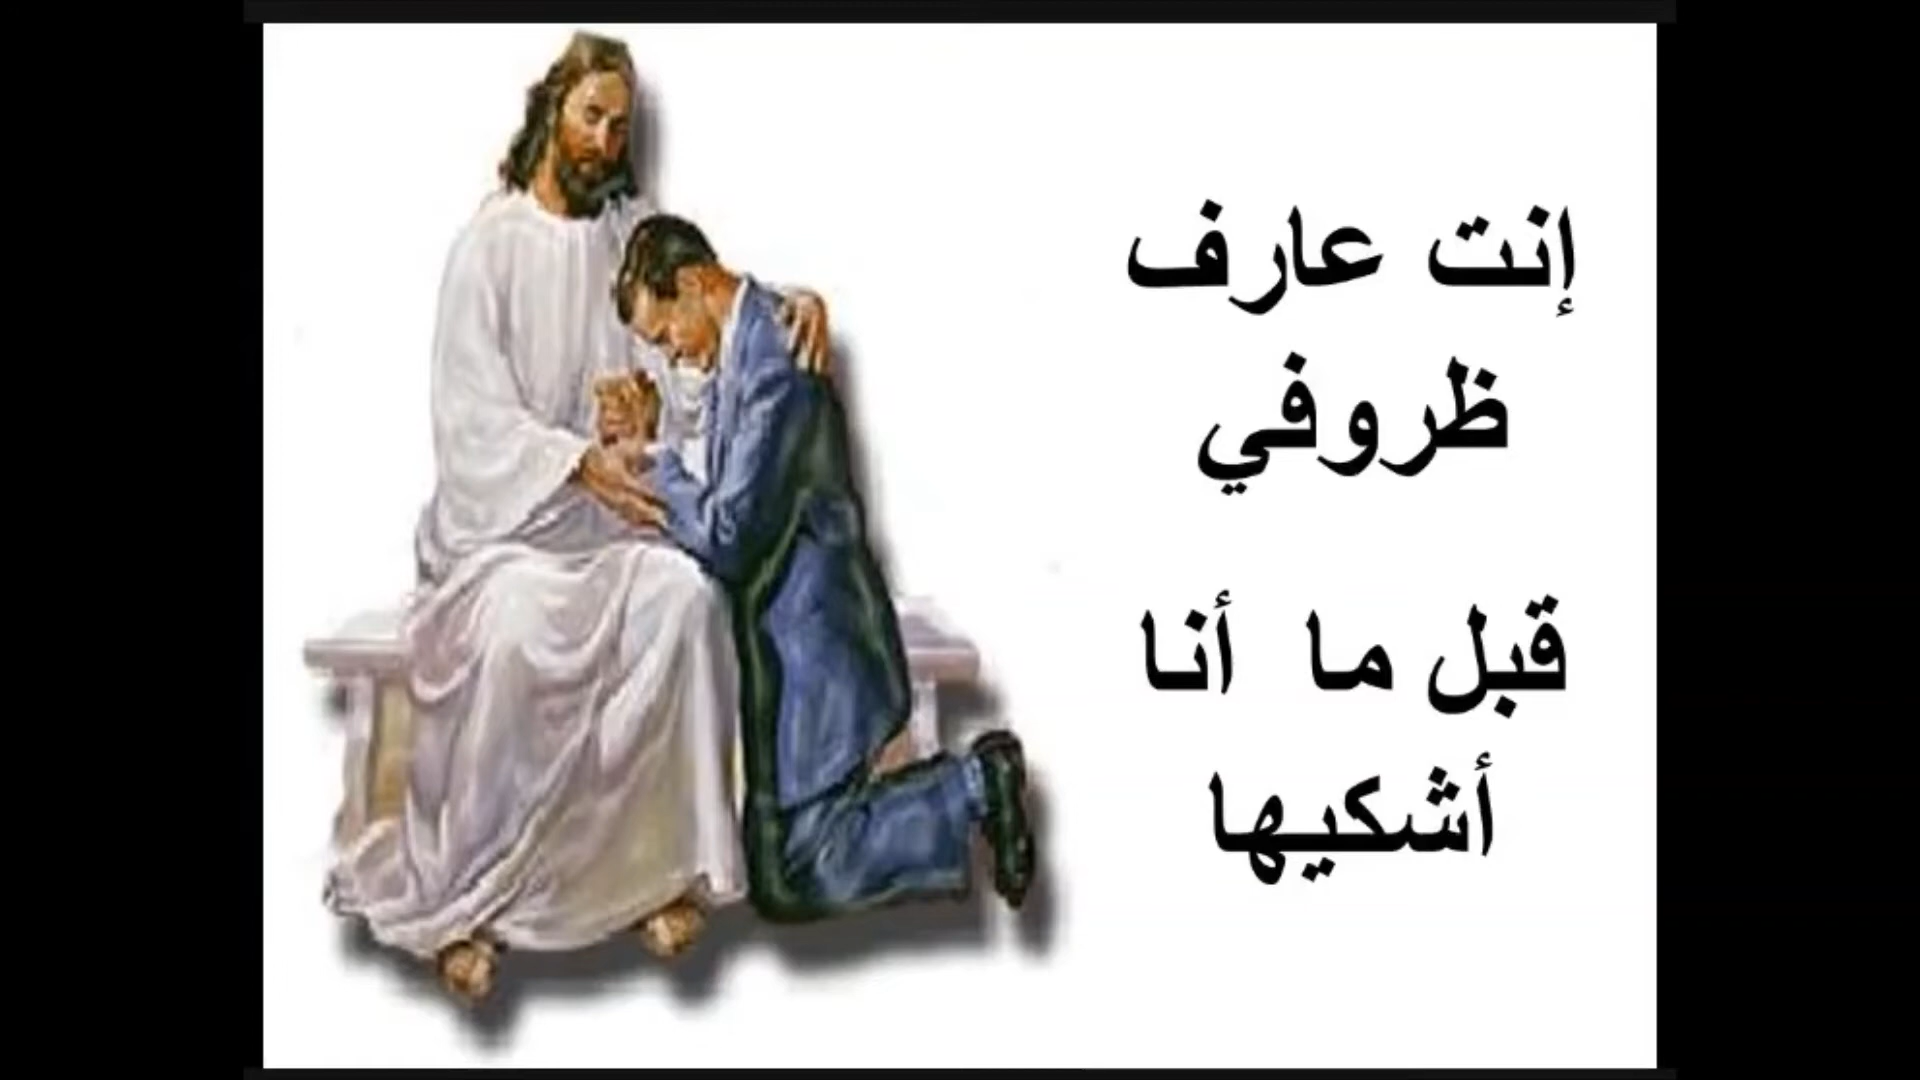 إنت عارف
ظروفي
قبل ما أنا
أشكيها